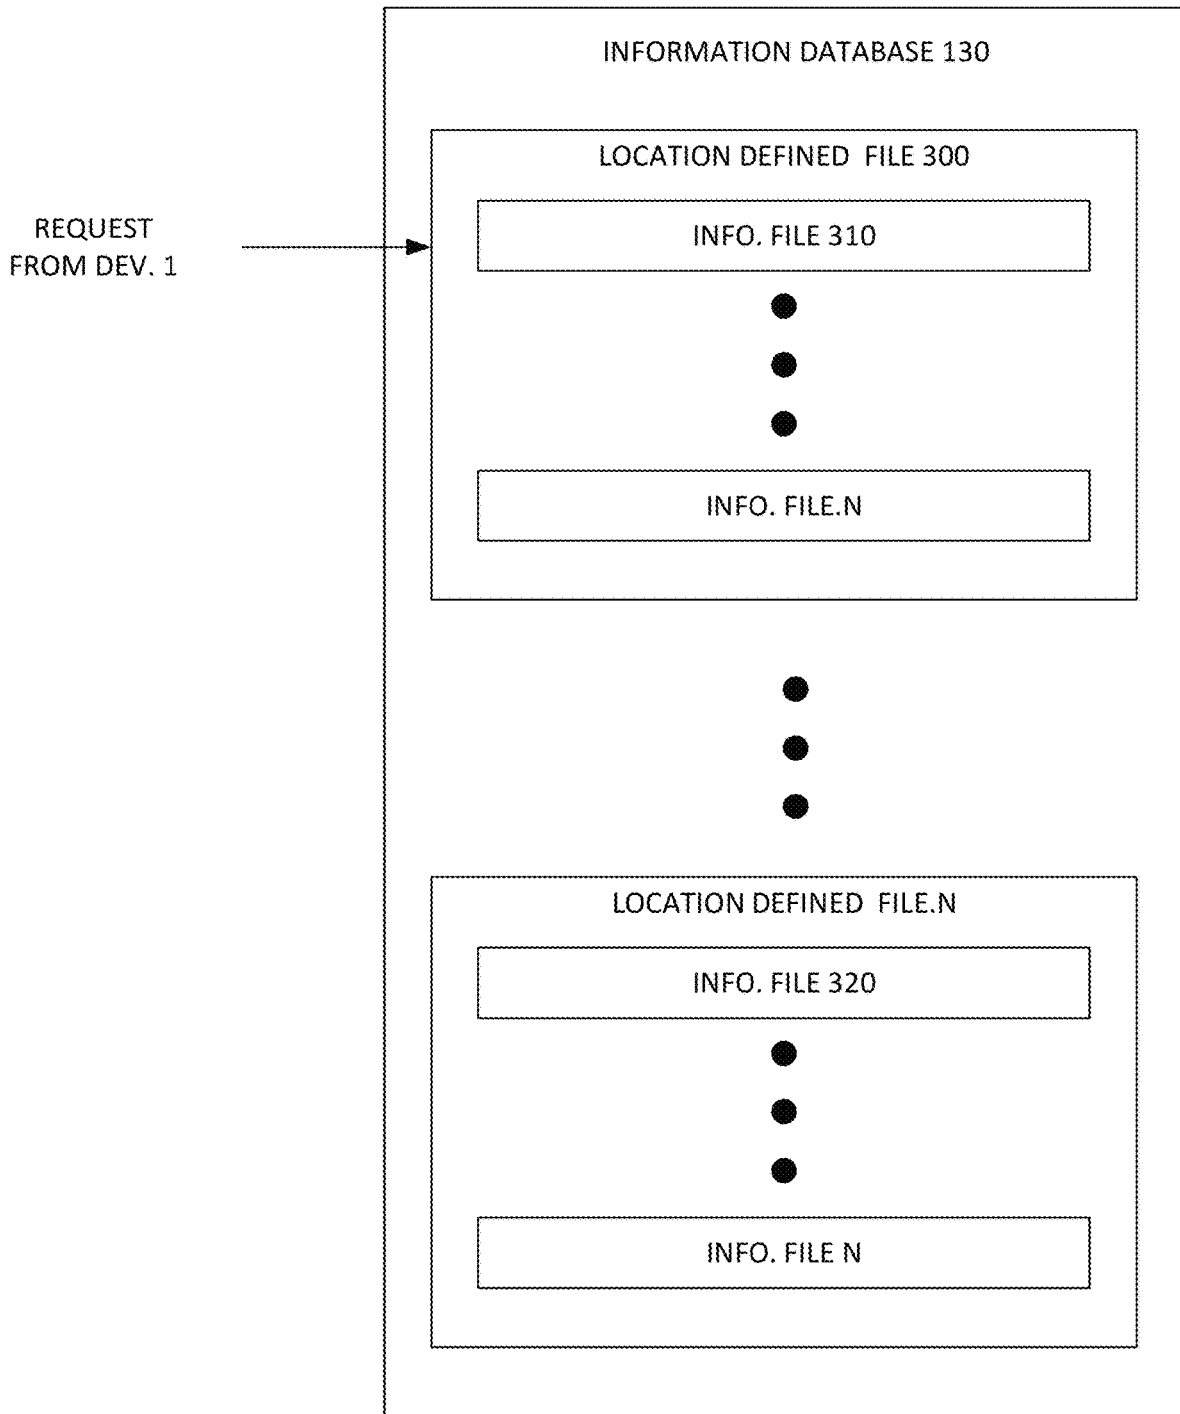 INFORMATION DATABASE 130
LOCATION DEFINED FILE 300
REQUEST
FROM DEV. 1
INFO. FILE 310
INFO. FILE.N
LOCATION DEFINED FILE.N
INFO. FILE 320
INFO. FILE N